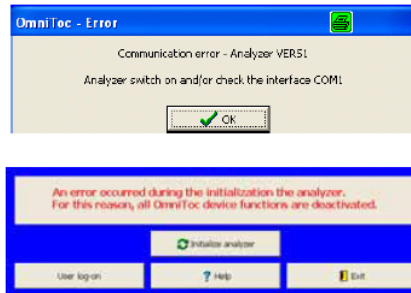 OmniToc - Error
Communication error - Analyzer VERS1
Analyzer switch on and/or check the interface COM1
OK
An error occurred during the initialization the analyzer.
For this reason, all OmniToc device functions are deactivated.
Initialize analyzer
User log-on
Help
Exit